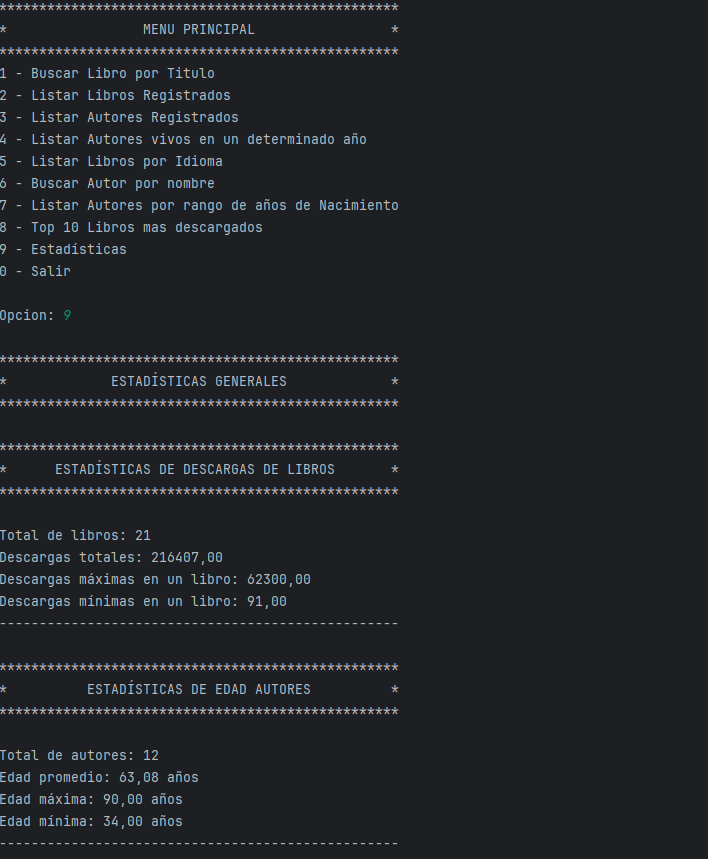 **************************************************
*                 MENU PRINCIPAL                 *
**************************************************
1 - Buscar Libro por Titulo
2 - Listar Libros Registrados
3 - Listar Autores Registrados
4 - Listar Autores vivos en un determinado año
5 - Listar Libros por Idioma
6 - Buscar Autor por nombre
7 - Listar Autores por rango de años de Nacimiento
8 - Top 10 Libros mas descargados
9 - Estadísticas
0 - Salir
Opcion: 9
**************************************************
*             ESTADÍSTICAS GENERALES             *
**************************************************
**************************************************
*      ESTADÍSTICAS DE DESCARGAS DE LIBROS       *
**************************************************
Total de libros: 21
Descargas totales: 216407,00
Descargas máximas en un libro: 62300,00
Descargas mínimas en un libro: 91,00
--------------------------------------------------
**************************************************
*          ESTADÍSTICAS DE EDAD AUTORES          *
**************************************************
Total de autores: 12
Edad promedio: 63,08 años
Edad máxima: 90,00 años
Edad mínima: 34,00 años
--------------------------------------------------